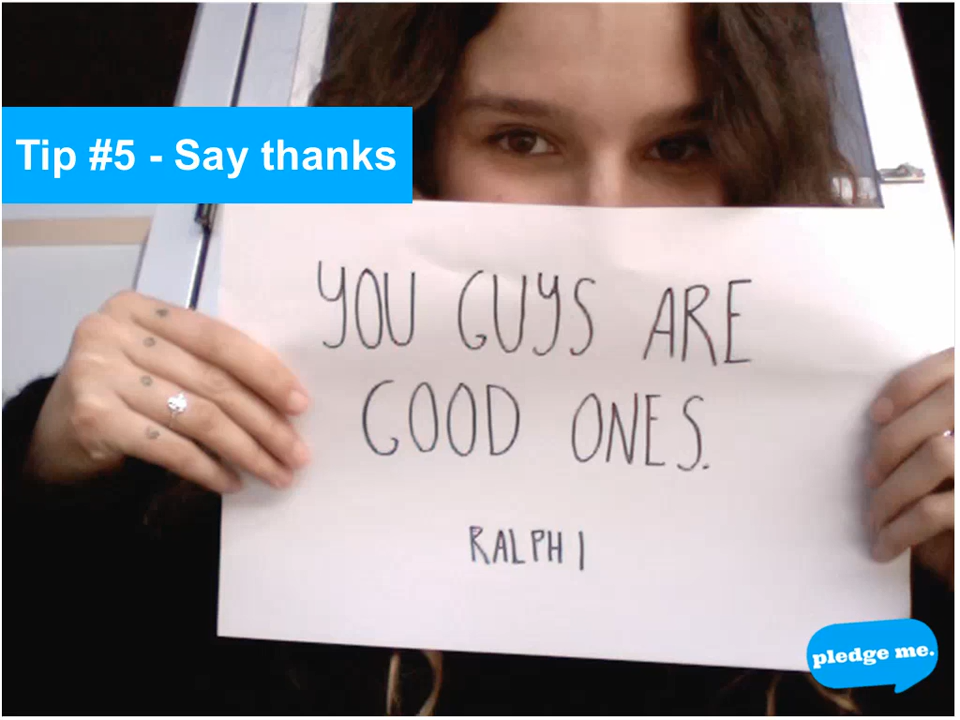 Tip #5 - Say thanks
YOU GUYS ARE
GOOD ONES.
RALPH I
pledge me.